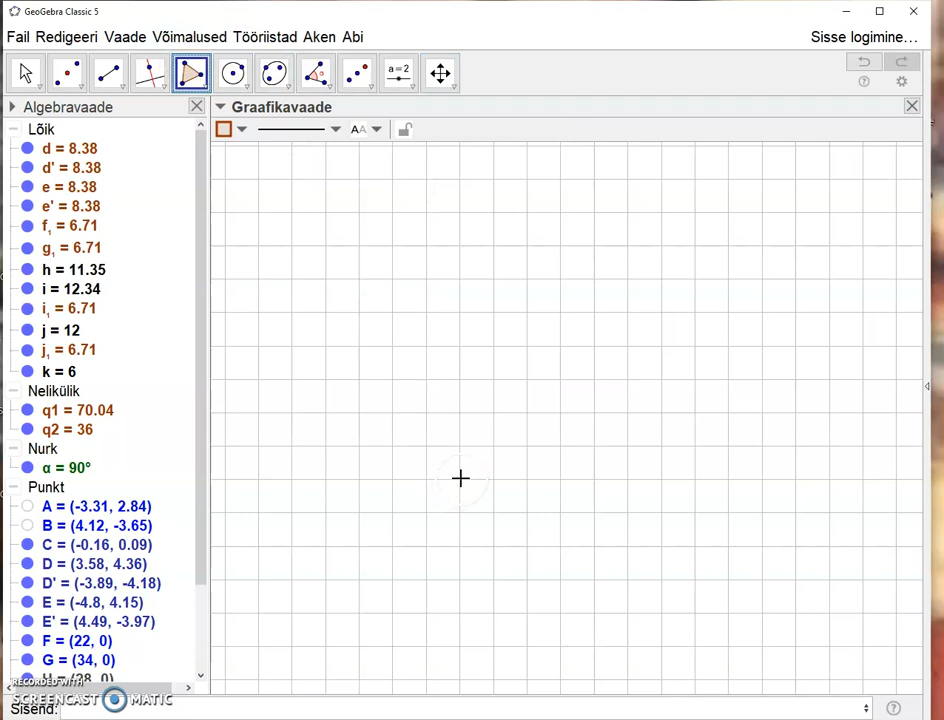 GeoGebra Classic 5
Fail Redigeeri Vaade Võimalused Tööriistad Aken Abi
Sisse logimine…
a=2
Algebravaade
Graafikavaade
AA
Lõik
d = 8.38
d' = 8.38
e = 8.38
e' = 8.38
f₁ = 6.71
g₁ = 6.71
h = 11.35
i = 12.34
i₁ = 6.71
j = 12
j₁ = 6.71
k = 6
Nelikülik
q1 = 70.04
q2 = 36
Nurk
α = 90°
Punkt
A = (-3.31, 2.84)
B = (4.12, -3.65)
C = (-0.16, 0.09)
D = (3.58, 4.36)
D' = (-3.89, -4.18)
E = (-4.8, 4.15)
E' = (4.49, -3.97)
F = (22, 0)
G = (34, 0)
RECORDED WITH
SCREENCAST MATIC
Sisend: